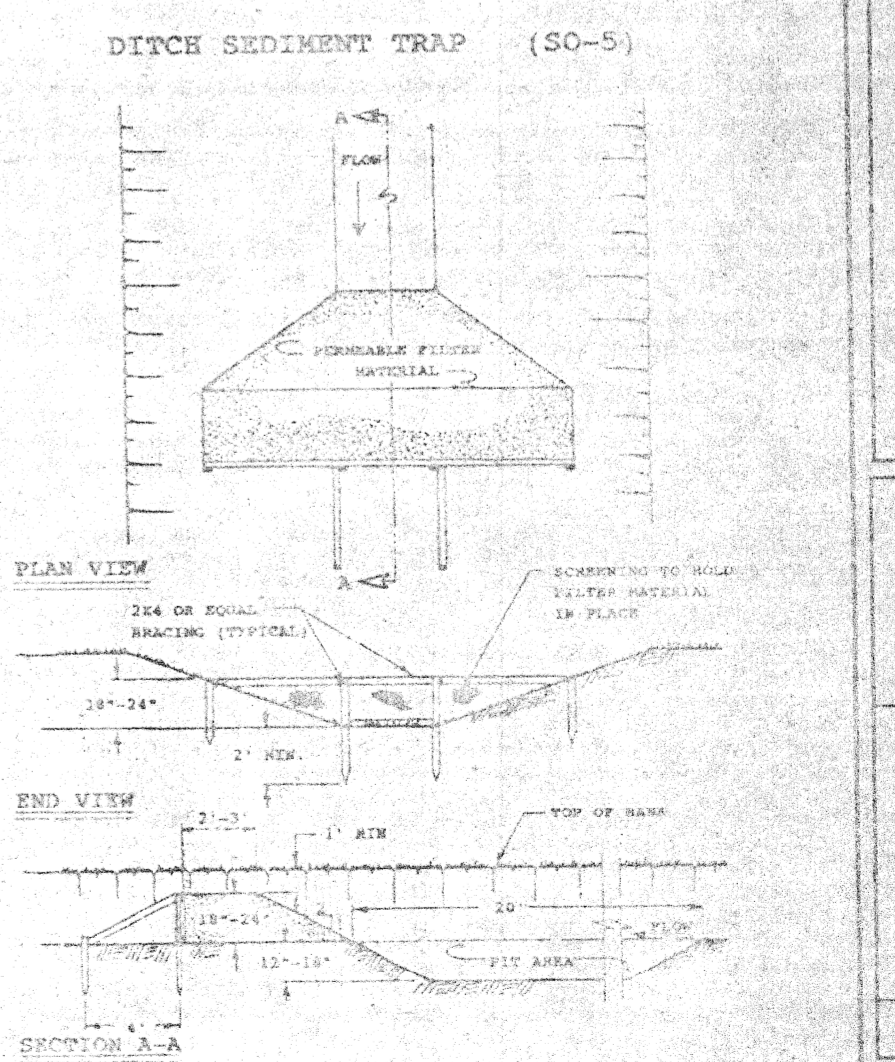 DITCH SEDIMENT TRAP (SO-5)
A
FLOW
PERMEABLE FILTER
MATERIAL
PLAN VIEW
A
SCREENING TO HOLD
FILTER MATERIAL
IN PLACE
2X4 OR EQUAL
BRACING (TYPICAL)
18"-24"
2' MIN.
END VIEW
2'-3'
1' MIN
TOP OF BANK
18"-24"
2
20'
FLOW
12"-18"
PIT AREA
4'
SECTION A-A